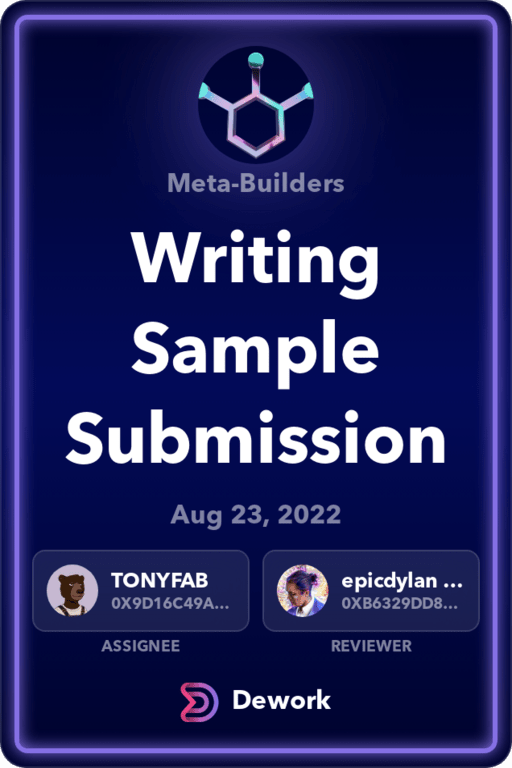 Meta-Builders
Writing
Sample
Submission
Aug 23, 2022
TONYFAB
0X9D16C49A...
epicdylan ...
0XB6329DD8...
ASSIGNEE
REVIEWER
Dework